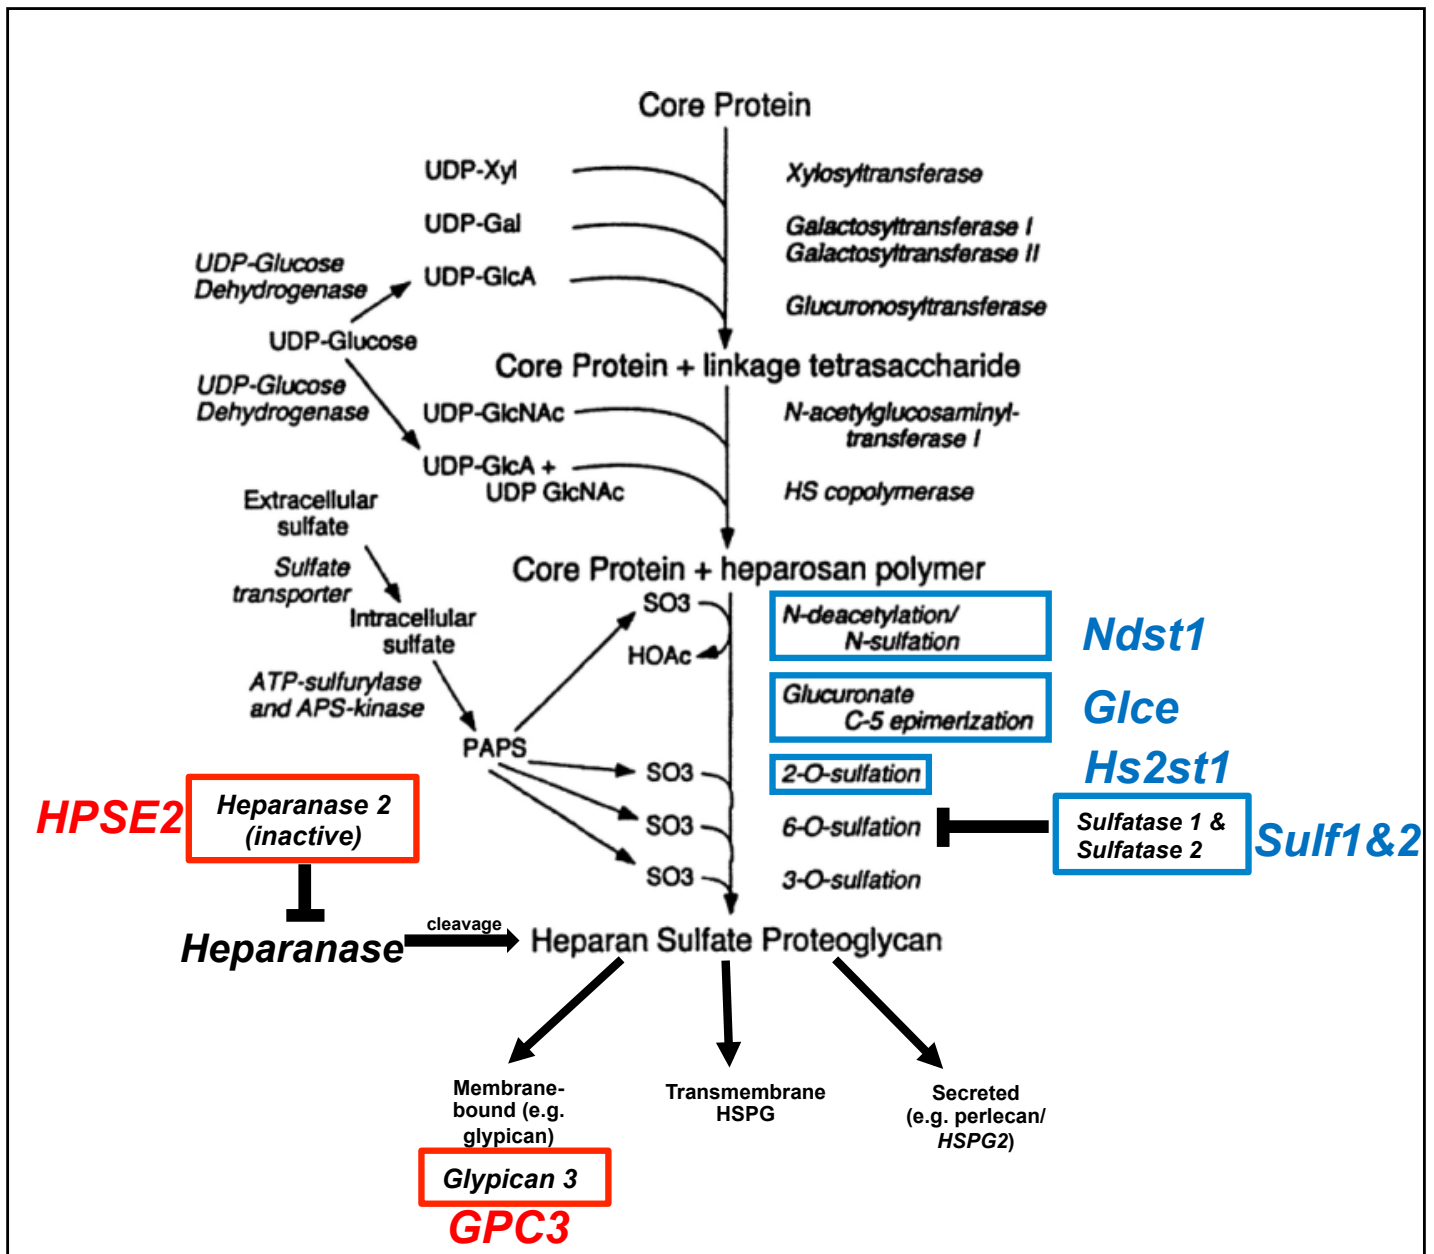 Core Protein
UDP-Xyl
Xylosyltransferase
UDP-Gal
Galactosyltransferase I
Galactosyltransferase II
UDP-Glucose
Dehydrogenase
UDP-GlcA
Glucuronosyltransferase
UDP-Glucose
Core Protein + linkage tetrasaccharide
UDP-Glucose
Dehydrogenase
UDP-GlcNAc
N-acetylglucosaminyl-
transferase I
UDP-GlcA +
UDP GlcNAc
HS copolymerase
Extracellular
sulfate
Sulfate
transporter
Core Protein + heparosan polymer
Intracellular
sulfate
SO3
HOAc
N-deacetylation/
N-sulfation
Ndst1
ATP-sulfurylase
and APS-kinase
Glucuronate
C-5 epimerization
Glce
PAPS
SO3
2-O-sulfation
Hs2st1
HPSE2
Heparanase 2
(inactive)
SO3
6-O-sulfation
Sulfatase 1 &
Sulfatase 2
Sulf1&2
SO3
3-O-sulfation
Heparanase
cleavage
Heparan Sulfate Proteoglycan
Membrane-
bound (e.g.
glypican)
Transmembrane
HSPG
Secreted
(e.g. perlecan/
HSPG2)
Glypican 3
GPC3